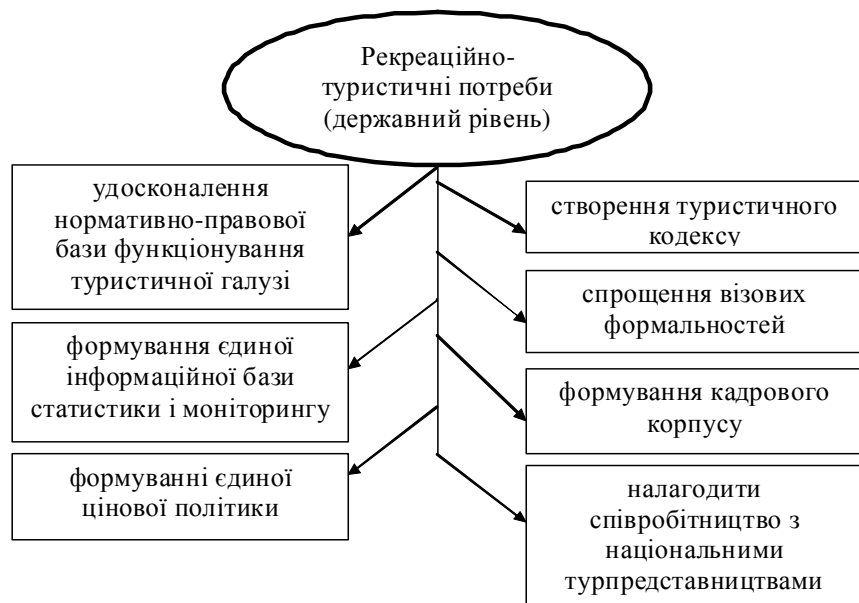 Рекреаційно-
туристичні потреби
(державний рівень)
удосконалення
нормативно-правової
бази функціонування
туристичної галузі
формування єдиної
інформаційної бази
статистики і моніторингу
формуванні єдиної
цінової політики
створення туристичного
кодексу
спрощення візових
формальностей
формування кадрового
корпусу
налагодити
співробітництво з
національними
турпредставництвами